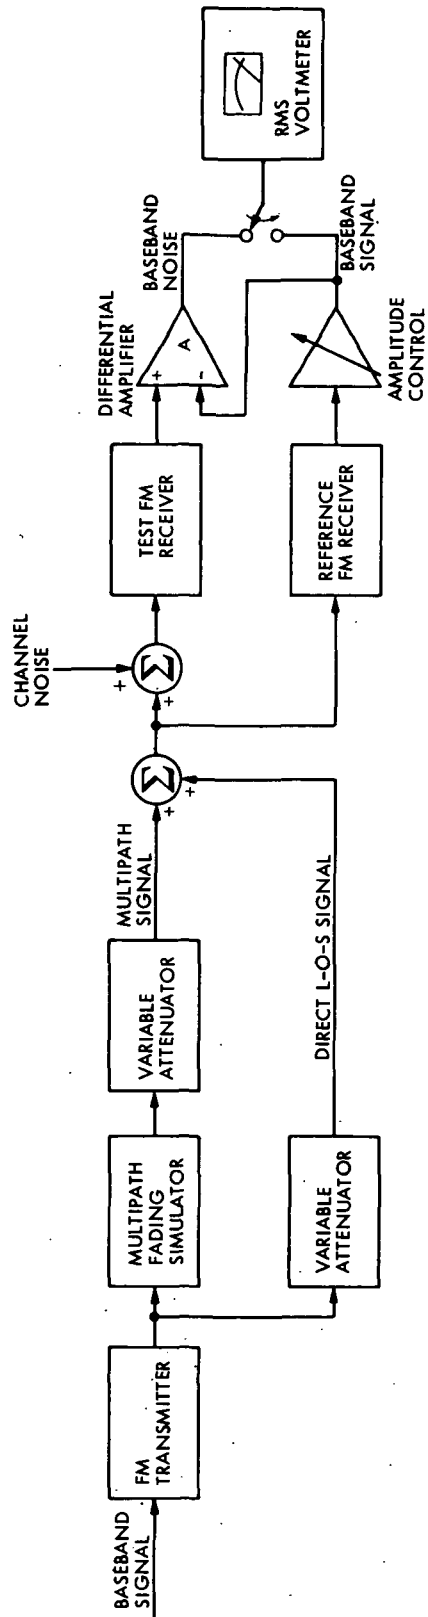 BASEBAND
SIGNAL
FM
TRANSMITTER
MULTIPATH
FADING
SIMULATOR
VARIABLE
ATTENUATOR
MULTIPATH
SIGNAL
VARIABLE
ATTENUATOR
DIRECT L-O-S SIGNAL
+
Σ
+
CHANNEL
NOISE
+
Σ
+
TEST FM
RECEIVER
REFERENCE
FM RECEIVER
DIFFERENTIAL
AMPLIFIER
+
A
-
AMPLITUDE
CONTROL
BASEBAND
NOISE
BASEBAND
SIGNAL
RMS
VOLTMETER